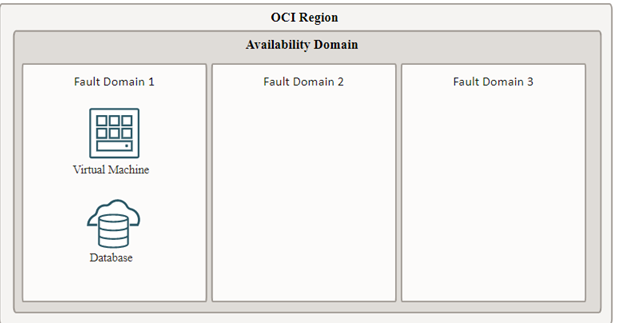 OCI Region
Availability Domain
Fault Domain 1
Virtual Machine
Database
Fault Domain 2
Fault Domain 3